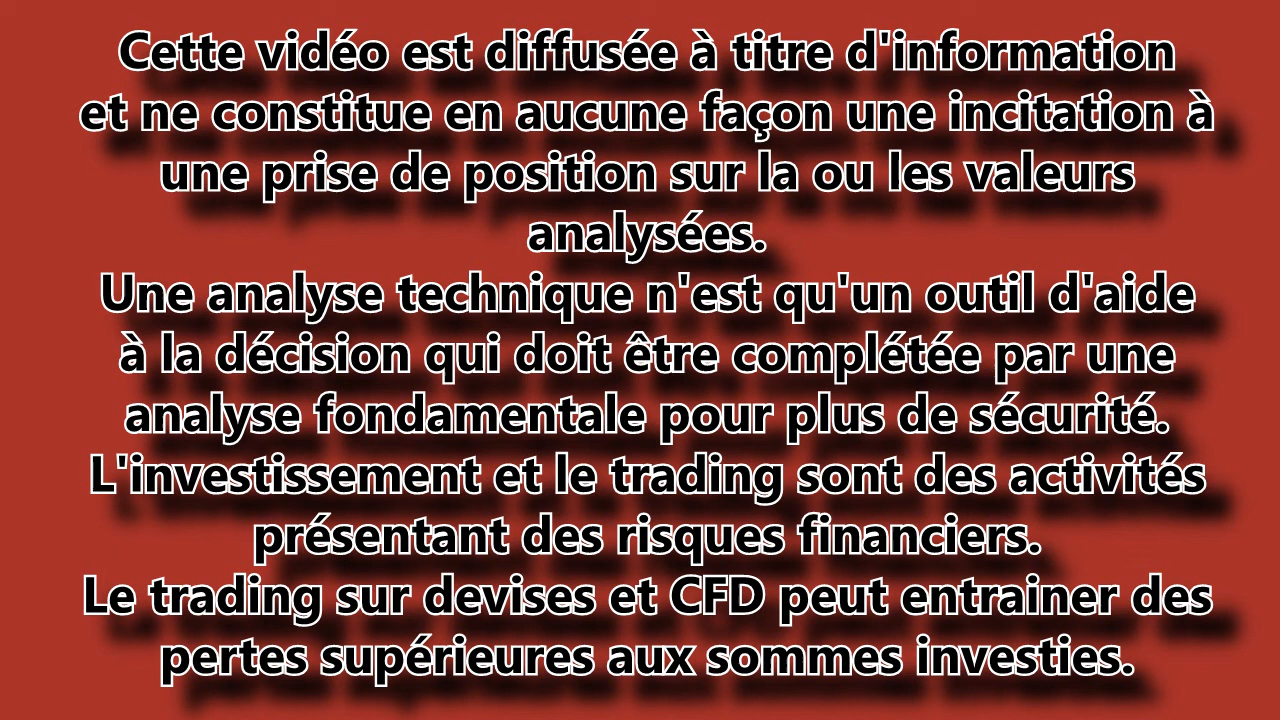 Cette vidéo est diffusée à titre d'information
et ne constitue en aucune façon une incitation à
une prise de position sur la ou les valeurs
analysées.
Une analyse technique n'est qu'un outil d'aide
à la décision qui doit être complétée par une
analyse fondamentale pour plus de sécurité.
L'investissement et le trading sont des activités
présentant des risques financiers.
Le trading sur devises et CFD peut entrainer des
pertes supérieures aux sommes investies.